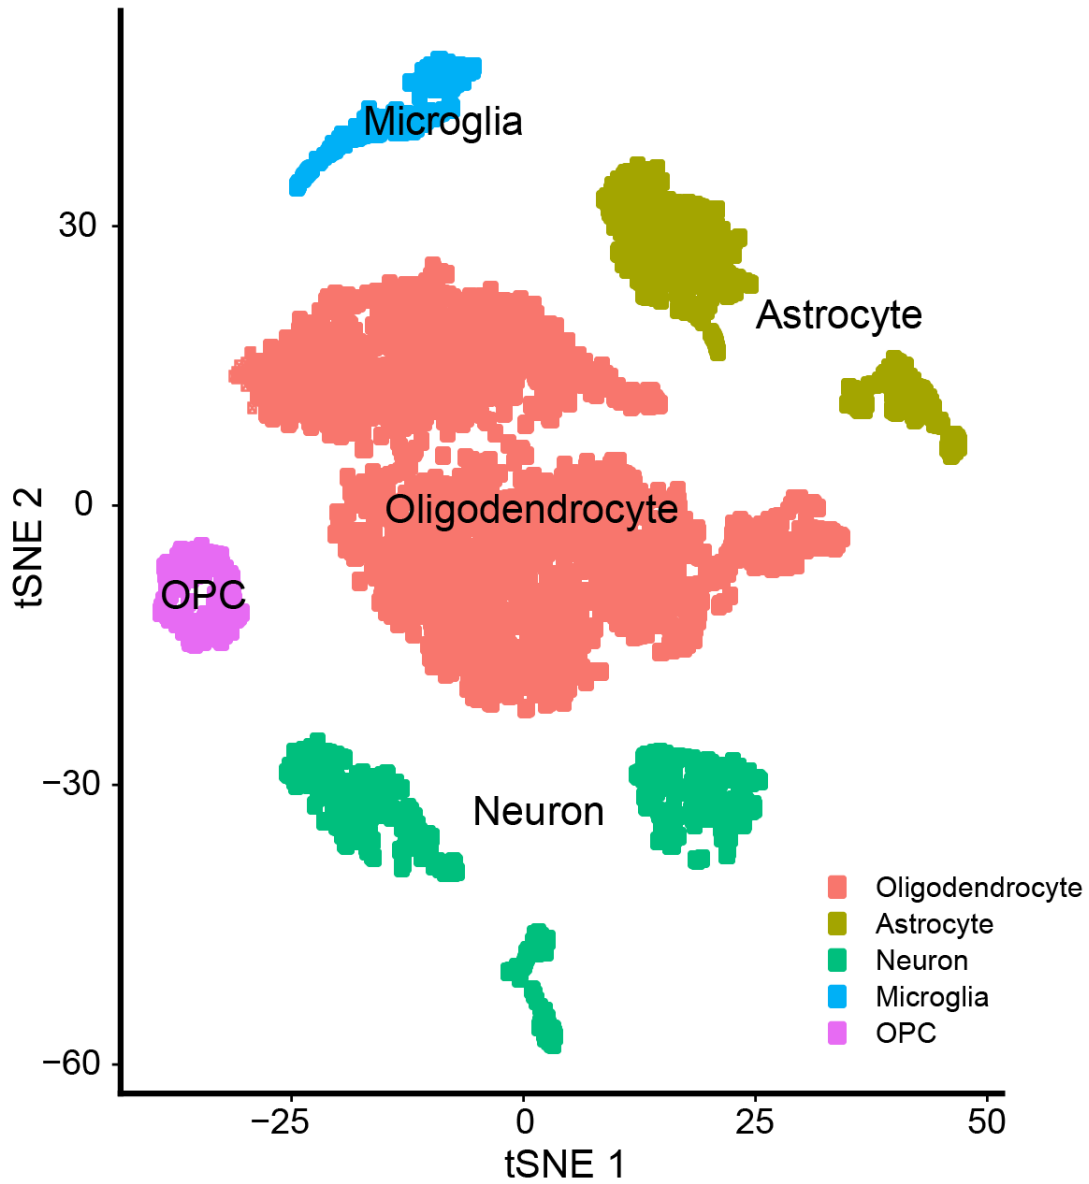 Microglia
30
Astrocyte
Oligodendrocyte
0
tSNE 2
OPC
−30
Neuron
Oligodendrocyte
Astrocyte
Neuron
Microglia
OPC
−60
−25
0
25
50
tSNE 1